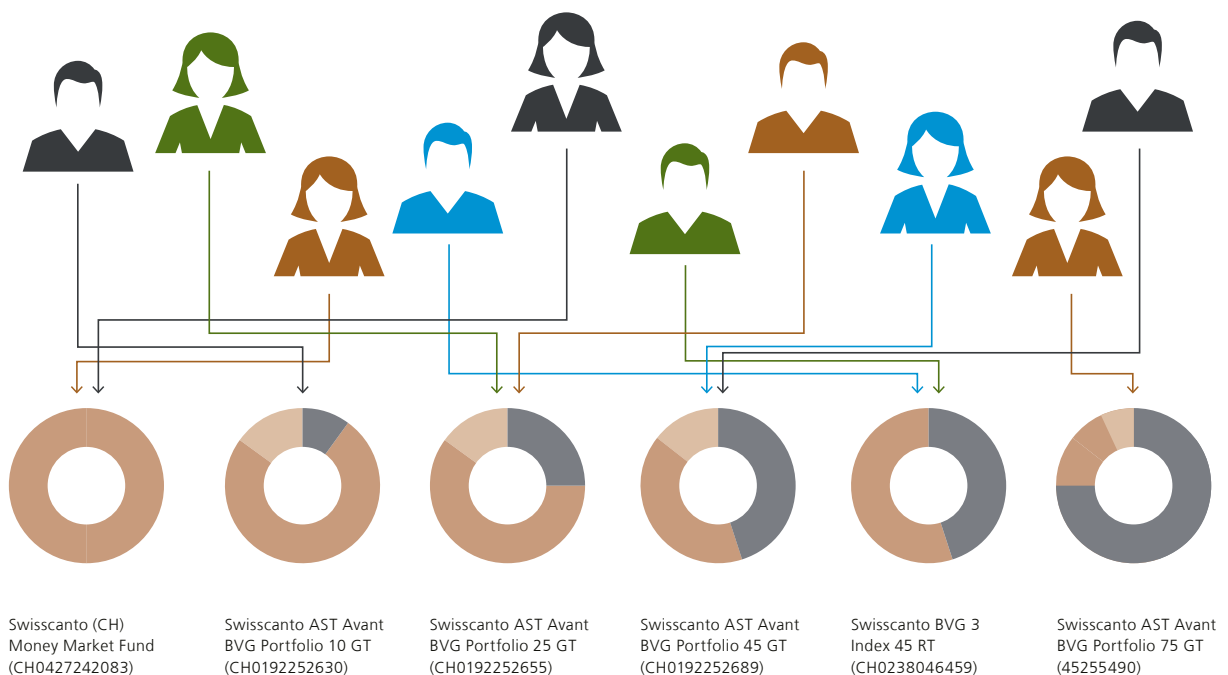 Swisscanto (CH)
Money Market Fund
(CH0427242083)
Swisscanto AST Avant
BVG Portfolio 10 GT
(CH0192252630)
Swisscanto AST Avant
BVG Portfolio 25 GT
(CH0192252655)
Swisscanto AST Avant
BVG Portfolio 45 GT
(CH0192252689)
Swisscanto BVG 3
Index 45 RT
(CH0238046459)
Swisscanto AST Avant
BVG Portfolio 75 GT
(45255490)